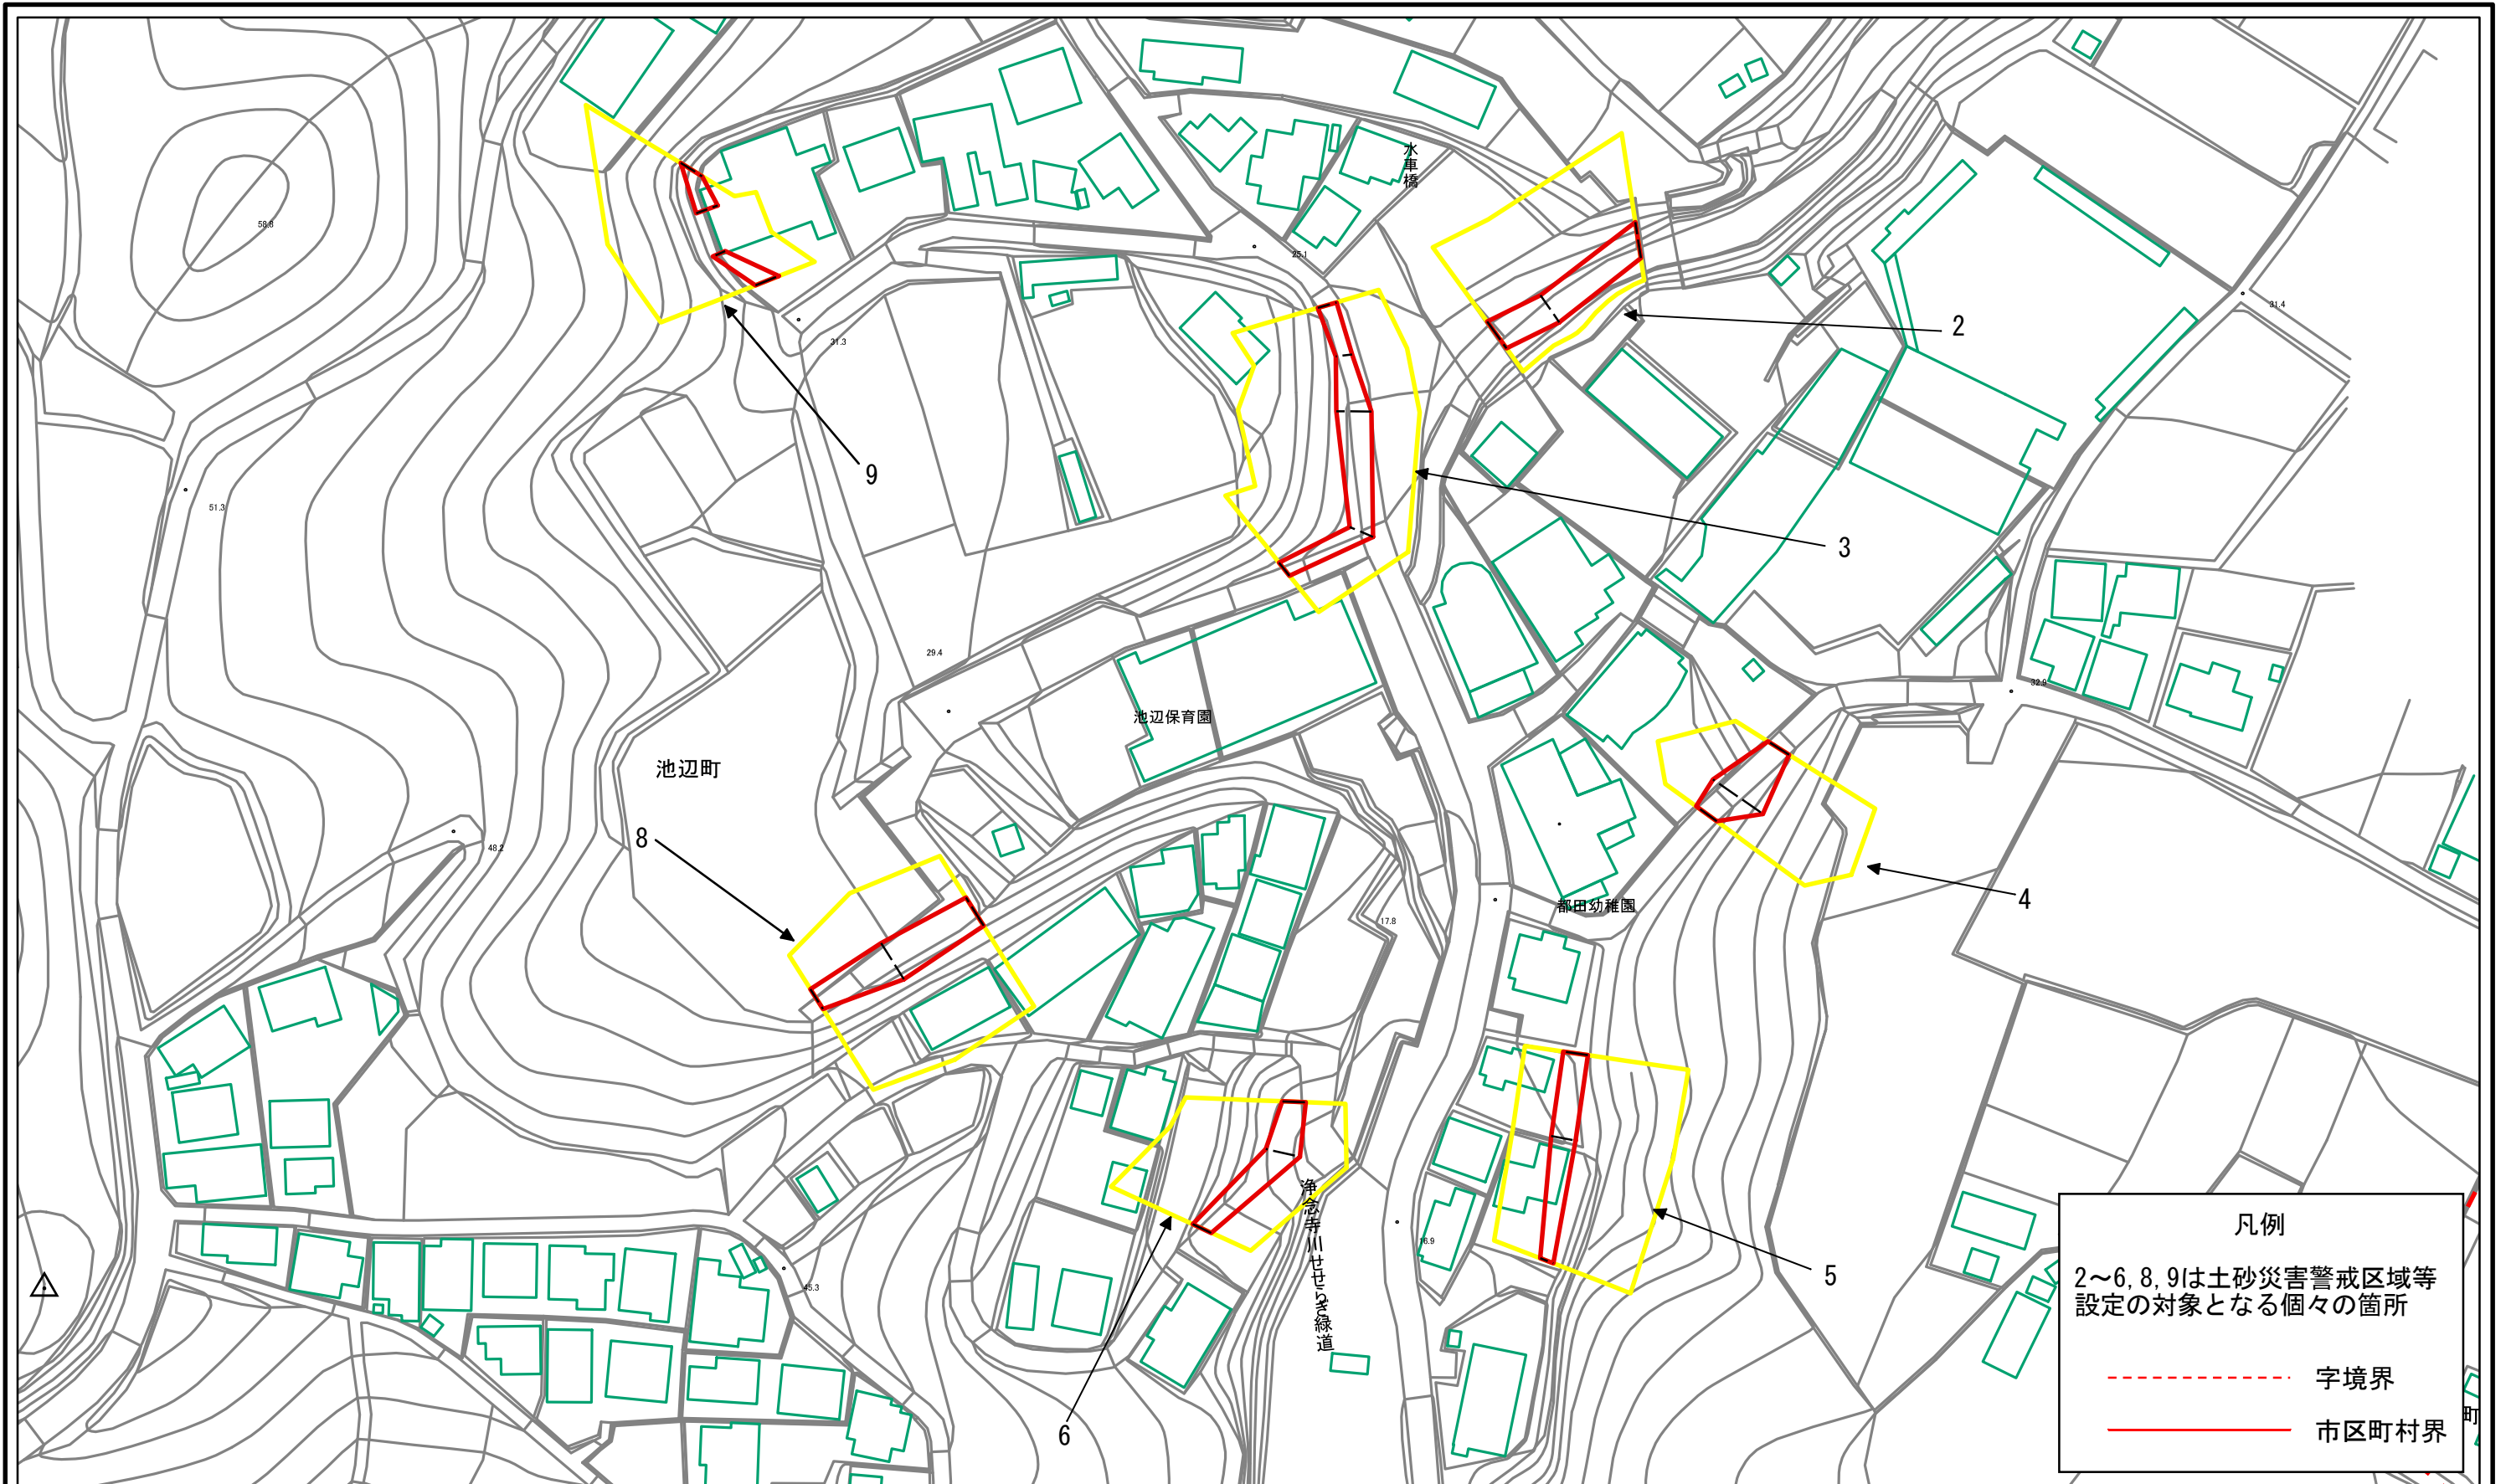 58.8
水車橋
25.1
31.4
2
31.3
9
51.3
3
29.4
池辺保育園
32.9
池辺町
8
48.2
4
都田幼稚園
17.8
浄念寺川せせらぎ緑道
16.9
5
45.3
6
凡例
2～6,8,9は土砂災害警戒区域等
設定の対象となる個々の箇所
字境界
市区町村界
町